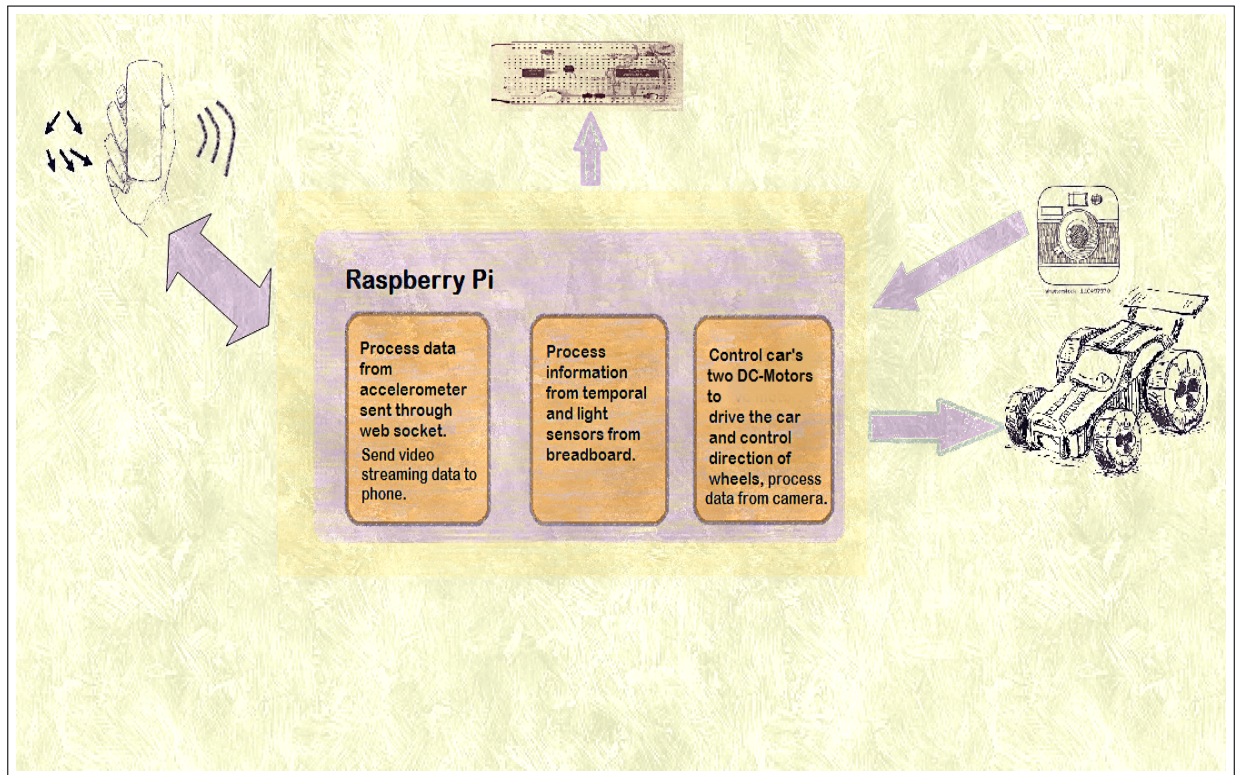 Raspberry Pi
Process data
from
accelerometer
sent through
web socket.
Send video
streaming data to
phone.
Process
information
from temporal
and light
sensors from
breadboard.
Control car's
two DC-Motors
to
drive the car
and control
direction of
wheels, process
data from camera.